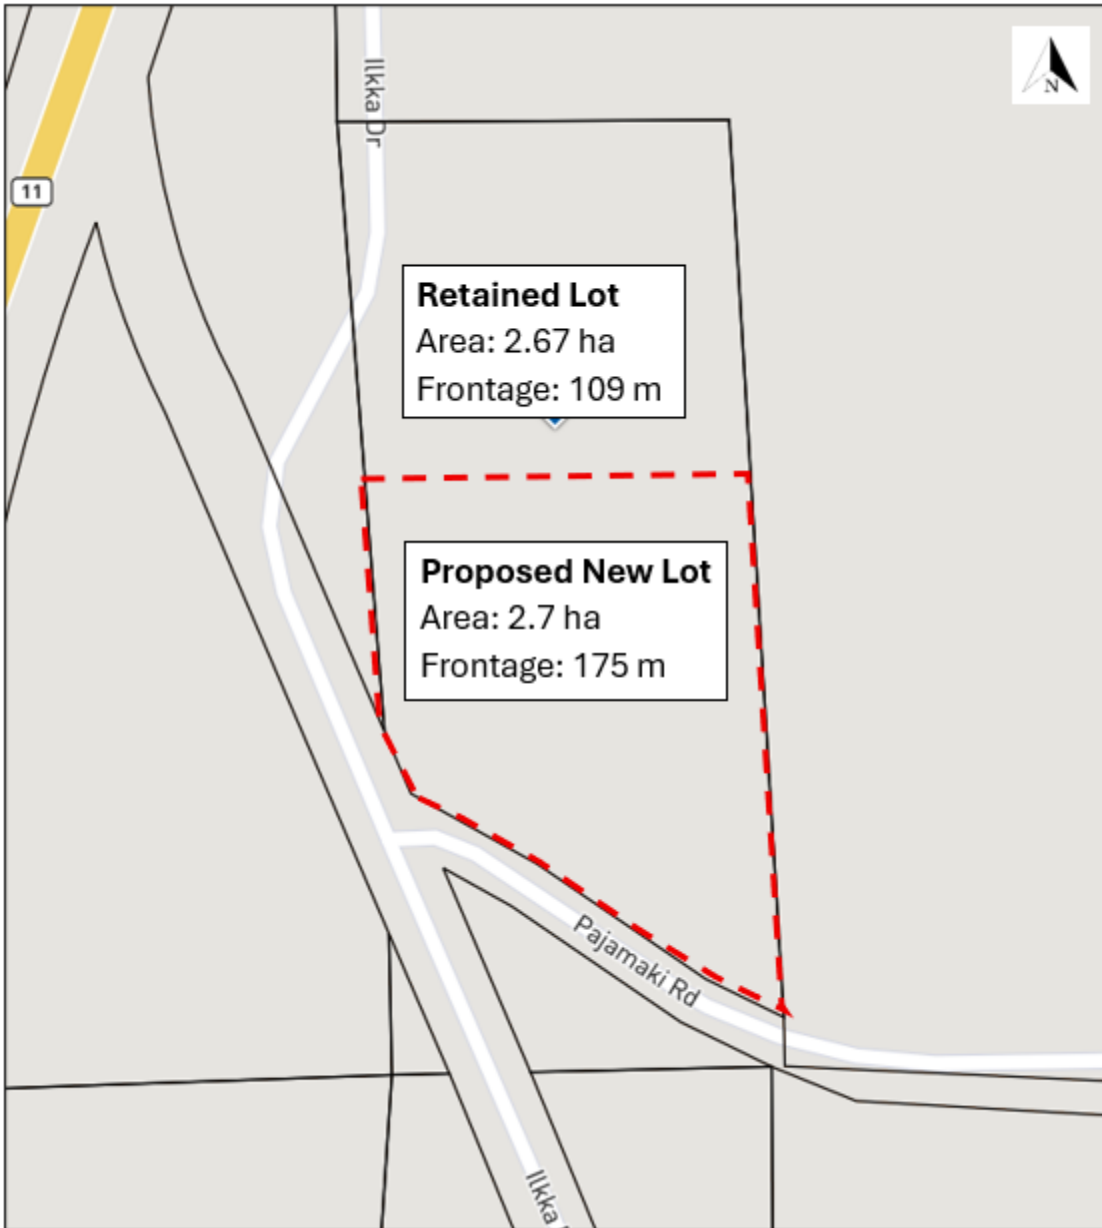 Ilkka Dr
N
11
Retained Lot
Area: 2.67 ha
Frontage: 109 m
Proposed New Lot
Area: 2.7 ha
Frontage: 175 m
Pajamaki Rd
Ilkka